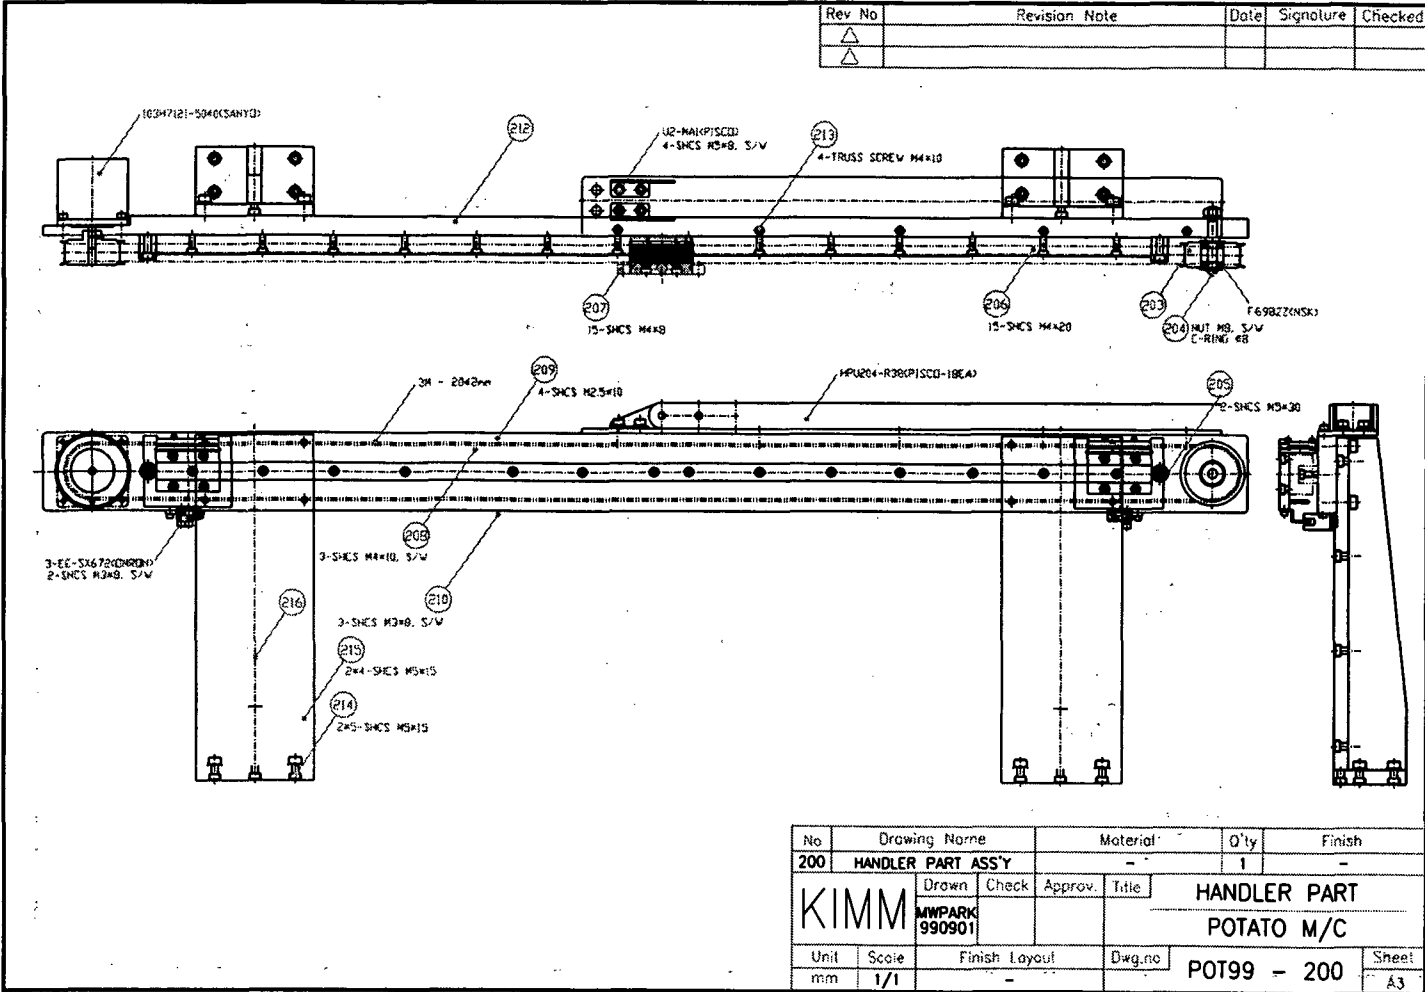 Rev No Revision Note Date Signature Checked
103H7121-5040(SANYO)
212
U2-MA1(PISCO)
4-SHCS M5*8, S/W
213
4-TRUSS SCREW M4*10
207
15-SHCS M4*8
206
15-SHCS M4*20
203
204
NUT M8, S/W
C-RING
F698ZZ(NSK)
3M - 2042mm
209
4-SHCS M2.5*10
HPU204-R38(PISCO-18EA)
205
2-SHCS M5*30
208
3-SHCS M4*10, S/W
3-EE-SX672(OMRON)
2-SHCS M3*8, S/W
216
210
3-SHCS M3*8, S/W
215
2*4-SHCS M5*15
214
2*5-SHCS M5*15
No Drawing Name Material Q'ty Finish
200 HANDLER PART ASS'Y - 1 -
KIMM Drawn Check Approv. Title HANDLER PART
MWPARK
990901
POTATO M/C
Unit Scale Finish Layout Dwg.no POT99 - 200 Sheet
mm 1/1 - A3